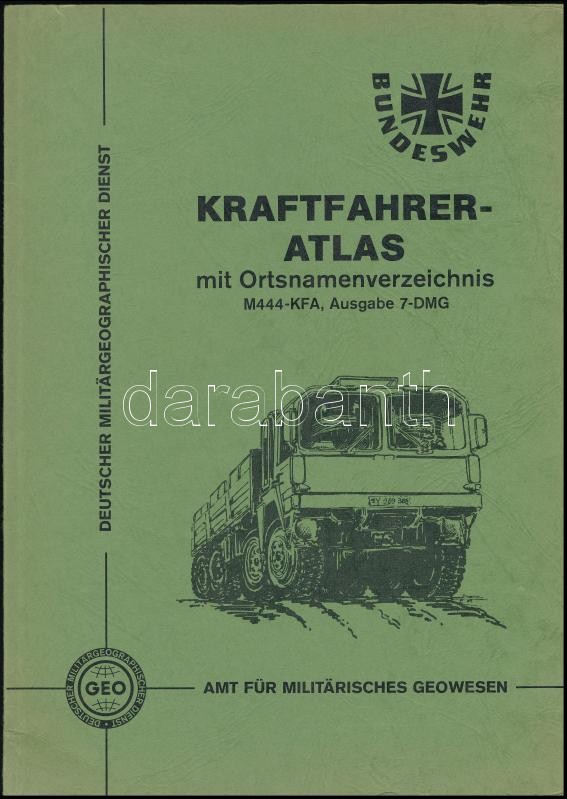 BUNDESWEHR
KRAFTFAHRER-
ATLAS
mit Ortsnamenverzeichnis
M444-KFA, Ausgabe 7-DMG
DEUTSCHER MILITÄRGEOGRAPHISCHER DIENST
darabanth
DEUTSCHER MILITÄRGEOGRAPHISCHER DIENST
GEO
AMT FÜR MILITÄRISCHES GEOWESEN